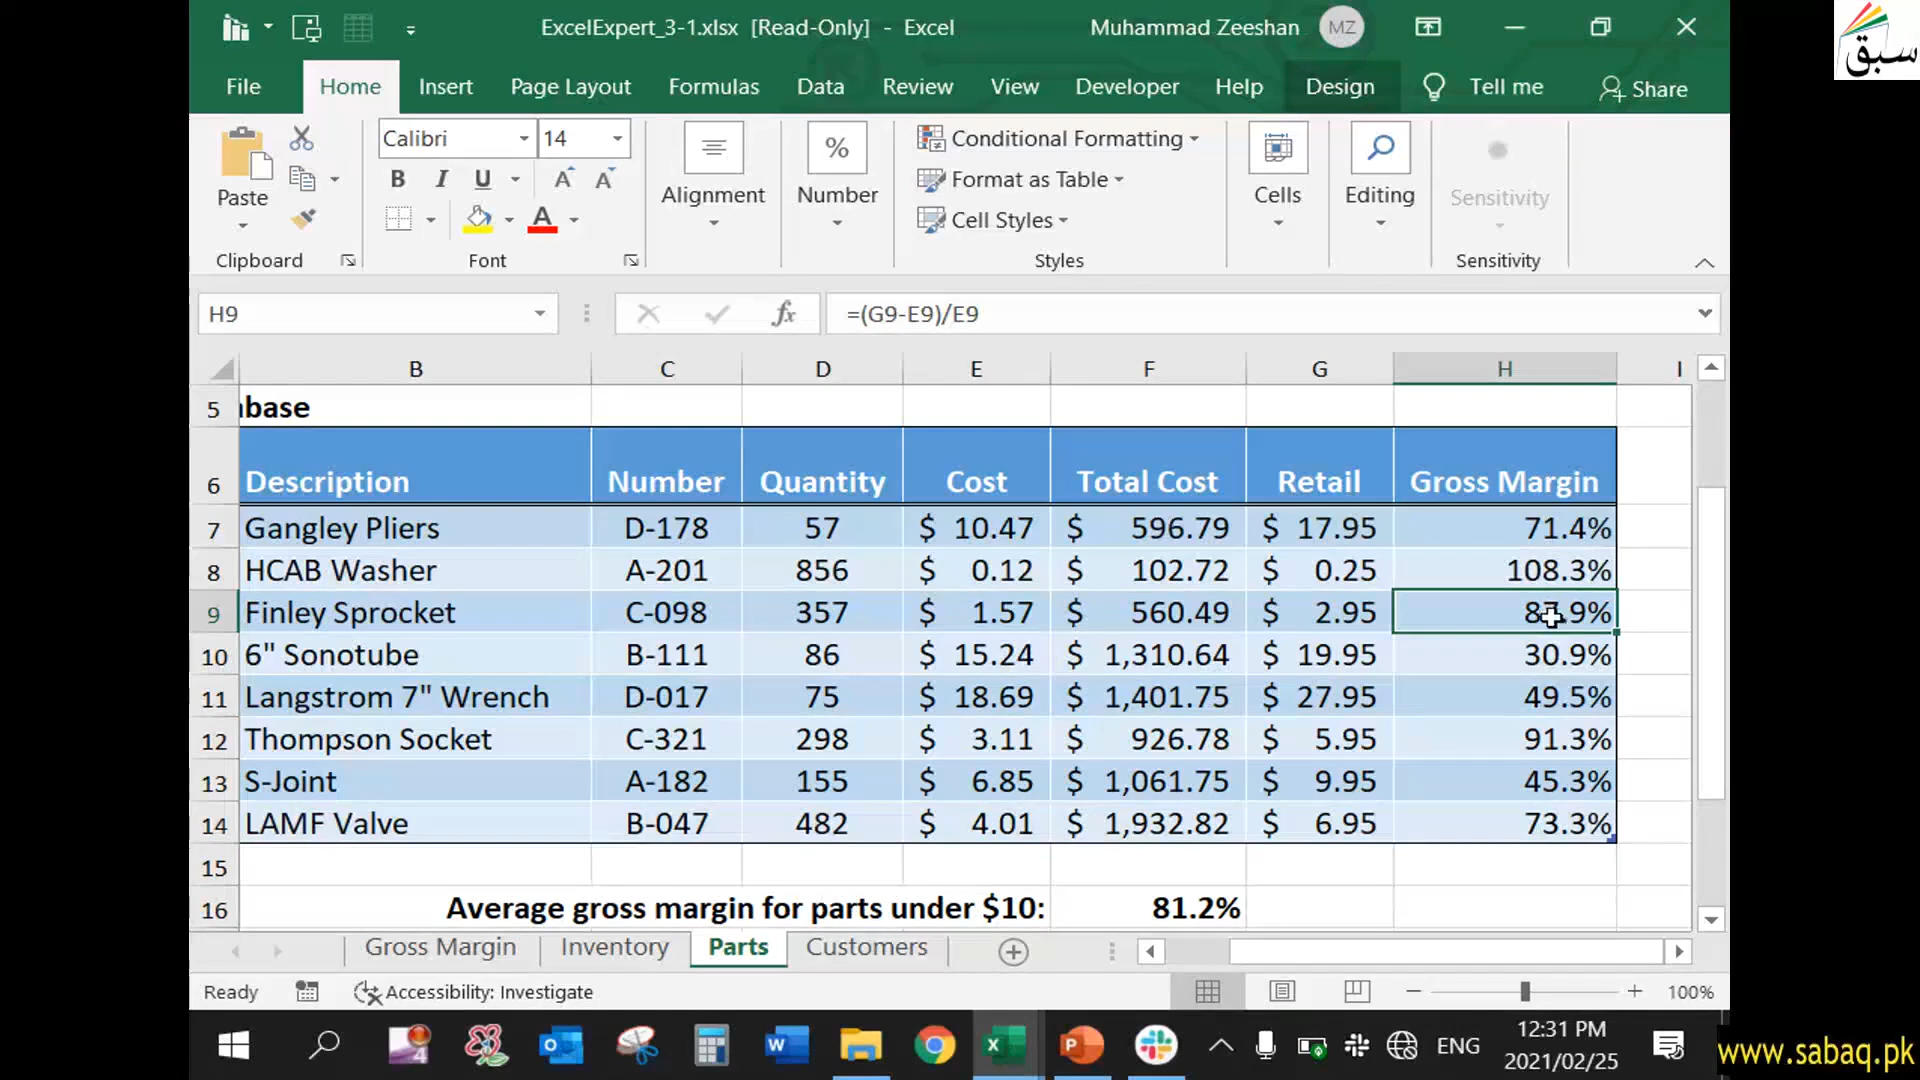 ExcelExpert_3-1.xlsx [Read-Only] - Excel
Muhammad Zeeshan MZ
سبق
File Home Insert Page Layout Formulas Data Review View Developer Help Design Tell me Share
Calibri 14
Conditional Formatting
Format as Table
Cell Styles
Paste
B I U A A
A
Alignment
%
Number
Cells
Editing
Sensitivity
Clipboard Font Styles Sensitivity
H9 fx =(G9-E9)/E9
B C D E F G H I
5 base
6 Description Number Quantity Cost Total Cost Retail Gross Margin
7 Gangley Pliers D-178 57 $ 10.47 $ 596.79 $ 17.95 71.4%
8 HCAB Washer A-201 856 $ 0.12 $ 102.72 $ 0.25 108.3%
9 Finley Sprocket C-098 357 $ 1.57 $ 560.49 $ 2.95
10 6" Sonotube B-111 86 $ 15.24 $ 1,310.64 $ 19.95 30.9%
11 Langstrom 7" Wrench D-017 75 $ 18.69 $ 1,401.75 $ 27.95 49.5%
12 Thompson Socket C-321 298 $ 3.11 $ 926.78 $ 5.95 91.3%
13 S-Joint A-182 155 $ 6.85 $ 1,061.75 $ 9.95 45.3%
14 LAMF Valve B-047 482 $ 4.01 $ 1,932.82 $ 6.95 73.3%
15
16 Average gross margin for parts under $10: 81.2%
Gross Margin Inventory Parts Customers
Ready Accessibility: Investigate 100%
ENG
12:31 PM
2021/02/25
www.sabaq.pk